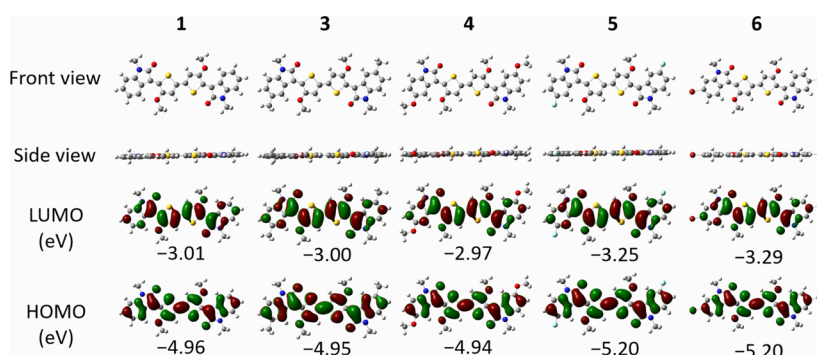 1 3 4 5 6
Front view
Side view
LUMO
(eV)
−3.01 −3.00 −2.97 −3.25 −3.29
HOMO
(eV)
−4.96 −4.95 −4.94 −5.20 −5.20